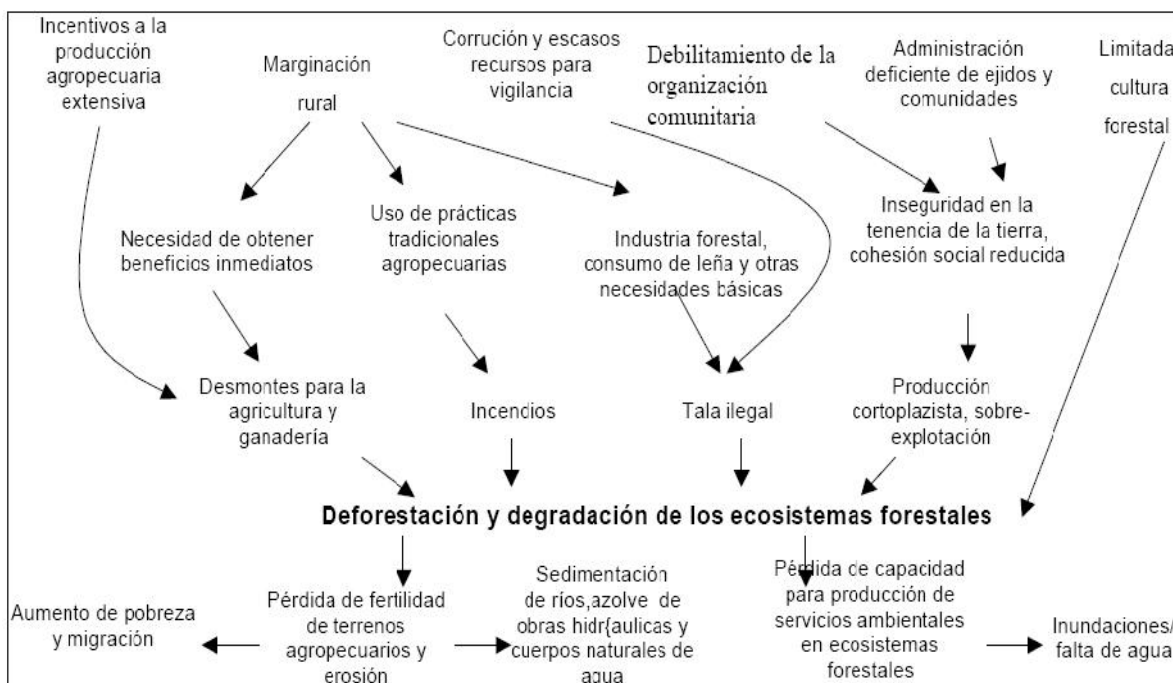 Incentivos a la
producción
agropecuaria
extensiva
Marginación
rural
Corrución y escasos
recursos para
vigilancia
Debilitamiento de la
organización
comunitaria
Administración
deficiente de ejidos y
comunidades
Limitada
cultura
forestal
Necesidad de obtener
beneficios inmediatos
Uso de prácticas
tradicionales
agropecuarias
Industria forestal,
consumo de leña y otras
necesidades básicas
Inseguridad en la
tenencia de la tierra,
cohesión social reducida
Desmontes para la
agricultura y
ganadería
Incendios
Tala ilegal
Producción
cortoplazista, sobre-
explotación
Deforestación y degradación de los ecosistemas forestales
Aumento de pobreza
y migración
Pérdida de fertilidad
de terrenos
agropecuarios y
erosión
Sedimentación
de ríos,azolve de
obras hidr{aulicas y
cuerpos naturales de
agua
Pérdida de capacidad
para producción de
servicios ambientales
en ecosistemas
forestales
Inundaciones/
falta de agua